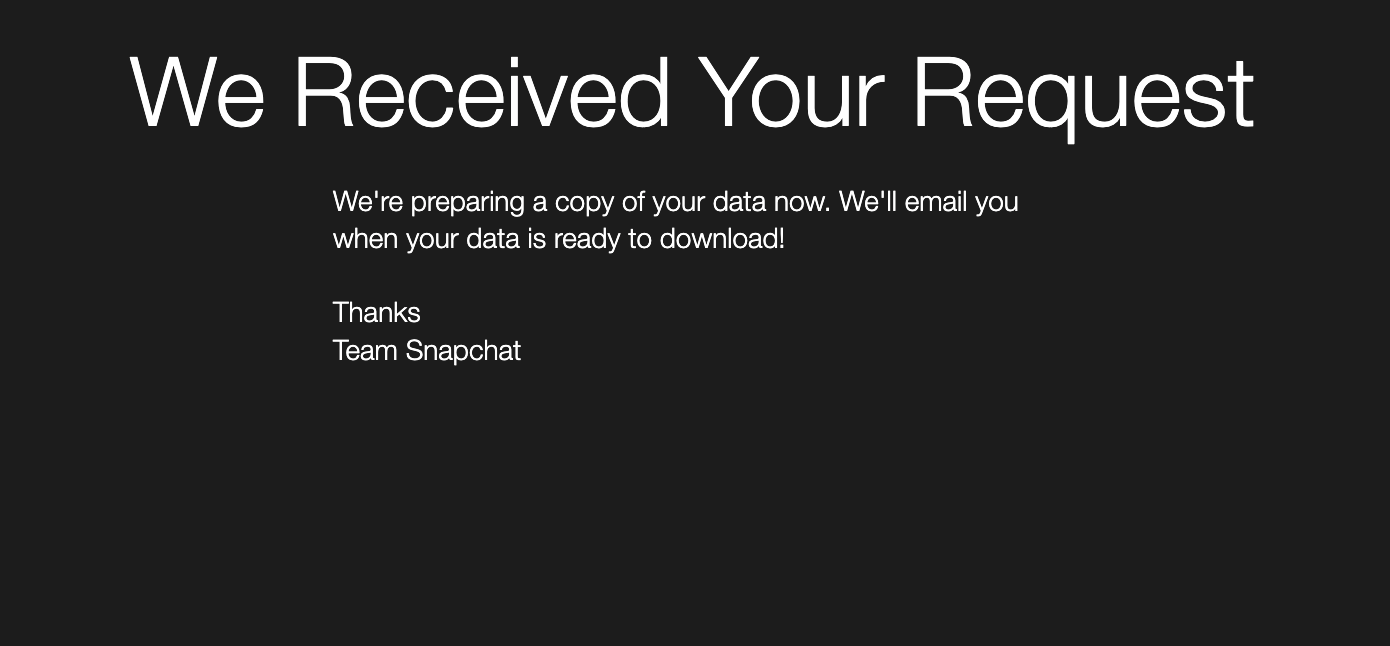 We Received Your Request
We're preparing a copy of your data now. We'll email you
when your data is ready to download!
Thanks
Team Snapchat